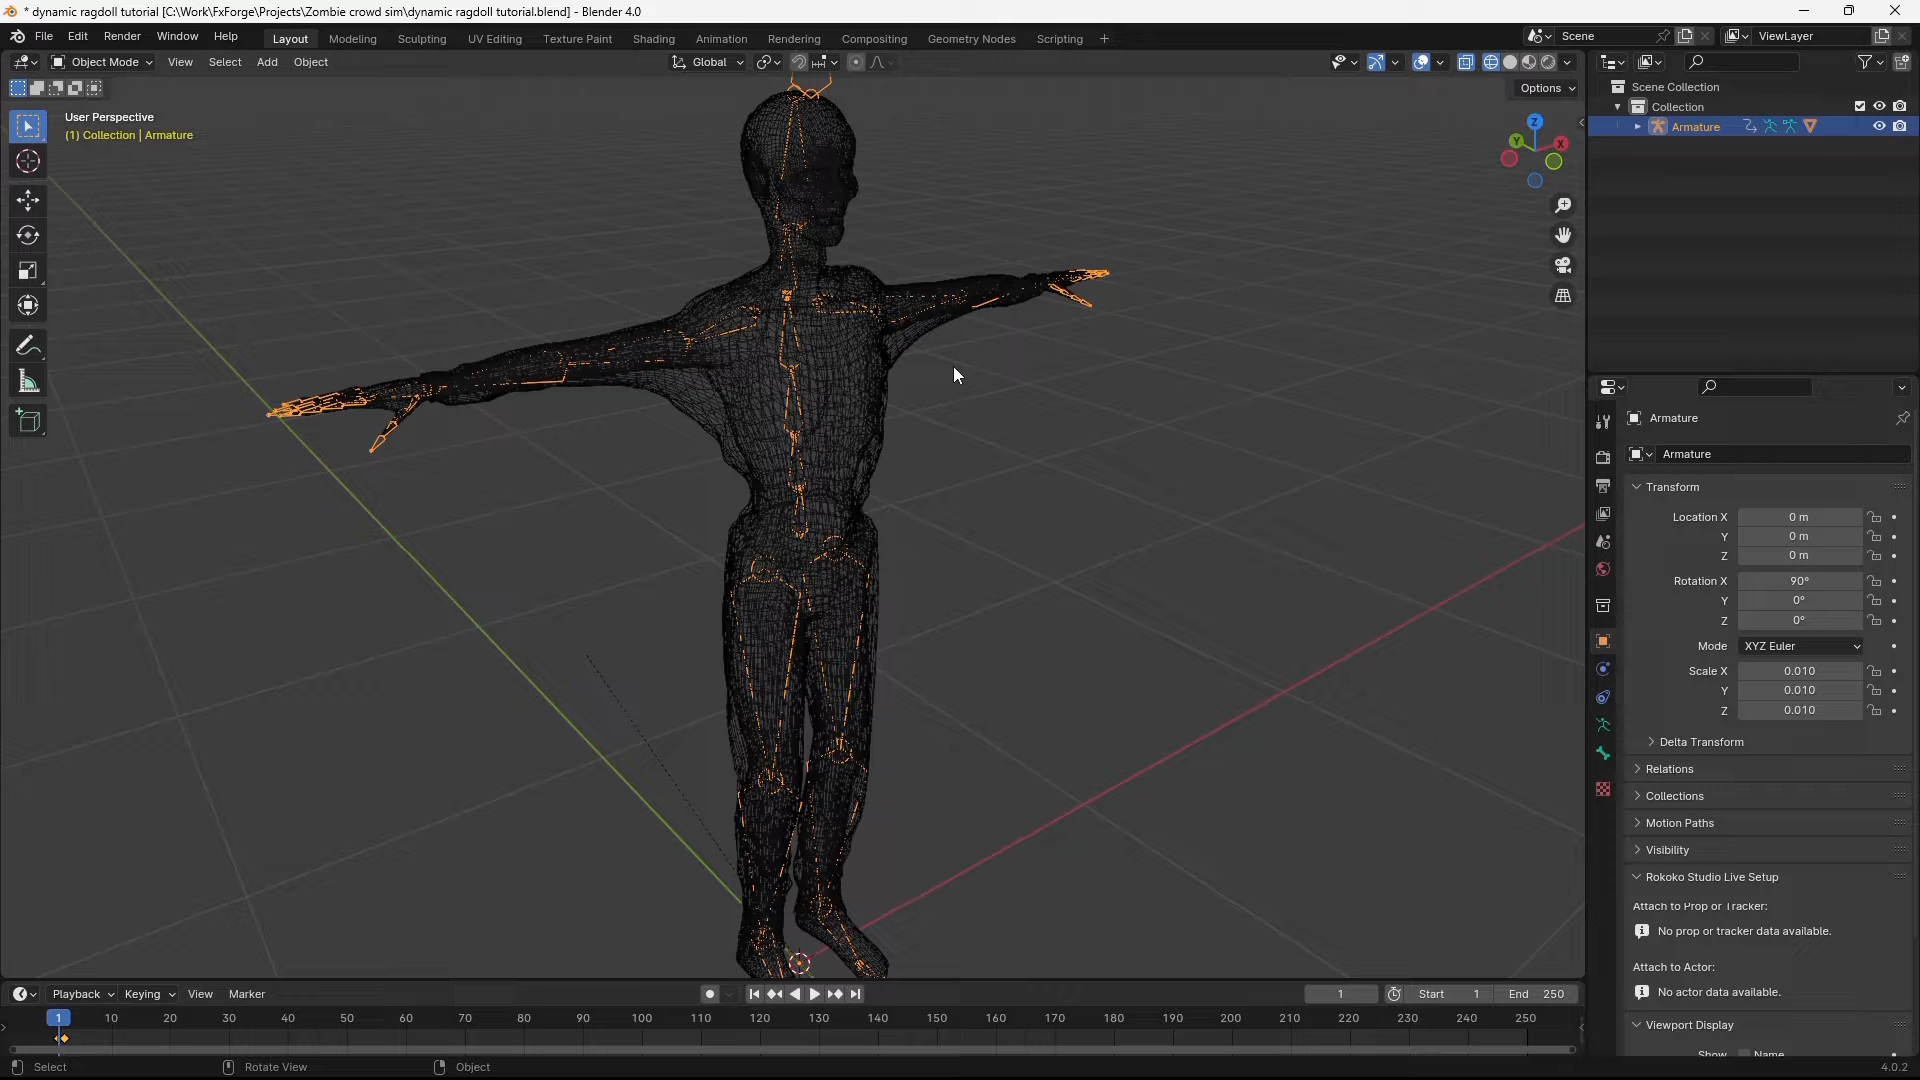 * dynamic ragdoll tutorial [C:\Work\FxForge\Projects\Zombie crowd sim\dynamic ragdoll tutorial.blend] - Blender 4.0
File Edit Render Window Help Layout Modeling Sculpting UV Editing Texture Paint Shading Animation Rendering Compositing Geometry Nodes Scripting + Scene ViewLayer
Object Mode View Select Add Object Global
Options
User Perspective
(1) Collection | Armature
Z
Y
X
Scene Collection
Collection
Armature
Armature
Armature
Transform
Location X 0 m
Y 0 m
Z 0 m
Rotation X 90°
Y 0°
Z 0°
Mode XYZ Euler
Scale X 0.010
Y 0.010
Z 0.010
Delta Transform
Relations
Collections
Motion Paths
Visibility
Rokoko Studio Live Setup
Attach to Prop or Tracker:
No prop or tracker data available.
Attach to Actor:
No actor data available.
Viewport Display
Show Name
Playback Keying View Marker 1 Start 1 End 250
1 10 20 30 40 50 60 70 80 90 100 110 120 130 140 150 160 170 180 190 200 210 220 230 240 250
Select Rotate View Object 4.0.2